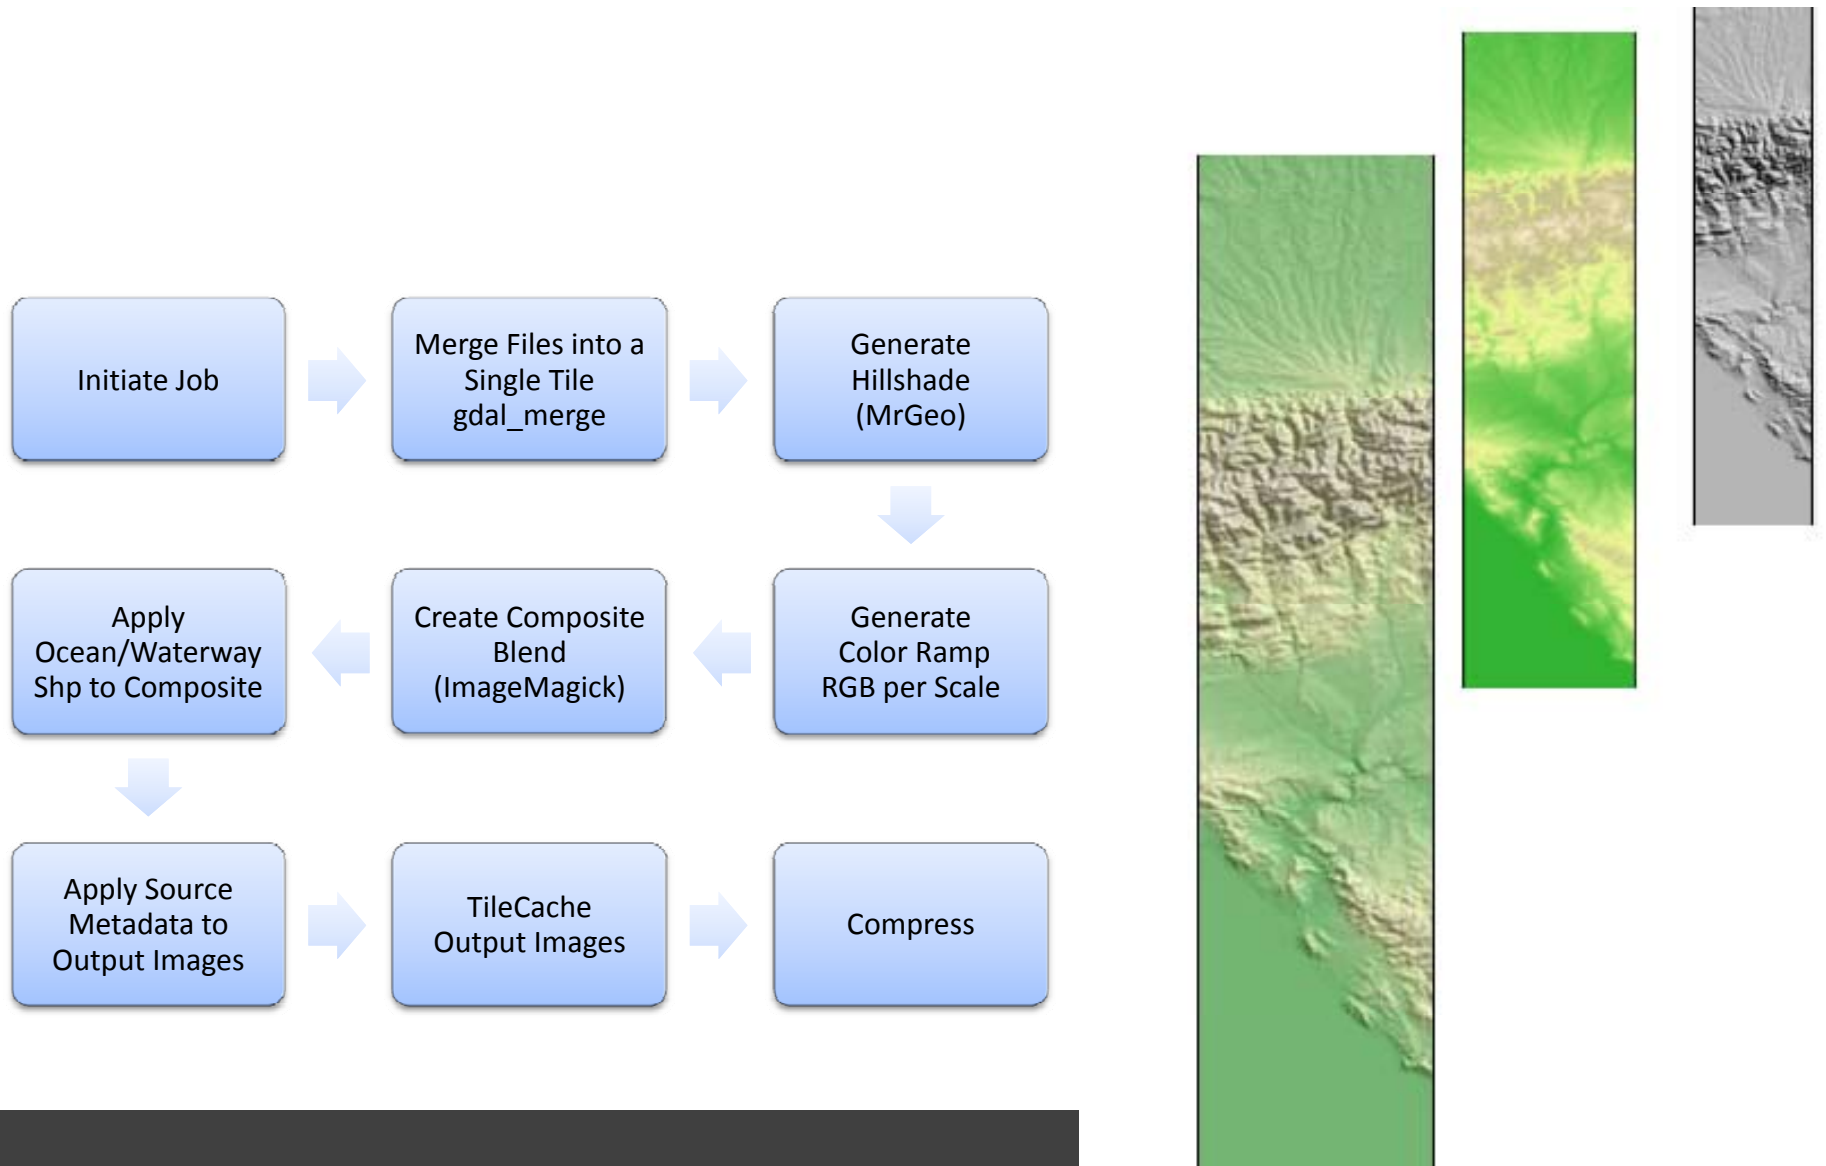 Initiate Job
Merge Files into a
Single Tile
gdal_merge
Generate
Hillshade
(MrGeo)
Generate
Color Ramp
RGB per Scale
Create Composite
Blend
(ImageMagick)
Apply
Ocean/Waterway
Shp to Composite
Apply Source
Metadata to
Output Images
TileCache
Output Images
Compress